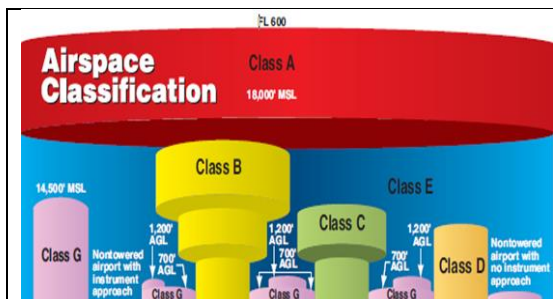 FL 600
Airspace
Classification
Class A
18,000' MSL
Class B
Class E
14,500' MSL
Class C
1,200'
AGL
1,200'
AGL
1,200'
AGL
Class G
Nontowered
airport with
instrument
approach
700'
AGL
700'
AGL
700'
AGL
Class D
Nontowered
airport with
no instrument
approach
Class G
Class G
Class G